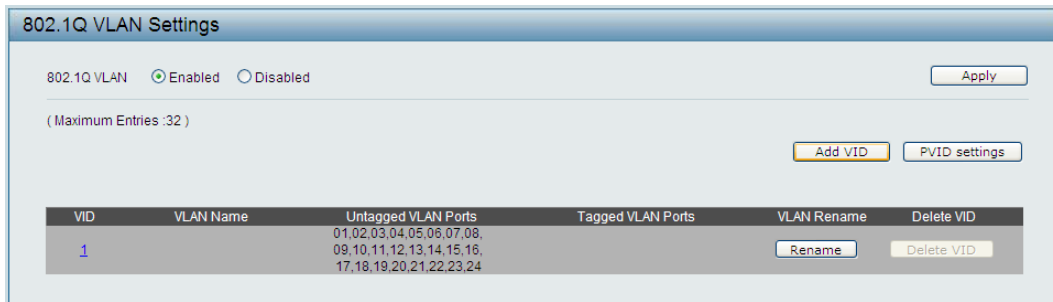 802.1Q VLAN Settings
802.1Q VLAN Enabled Disabled Apply
( Maximum Entries :32 )
Add VID PVID settings
VID VLAN Name Untagged VLAN Ports Tagged VLAN Ports VLAN Rename Delete VID
01,02,03,04,05,06,07,08,
1 09,10,11,12,13,14,15,16, Rename Delete VID
17,18,19,20,21,22,23,24